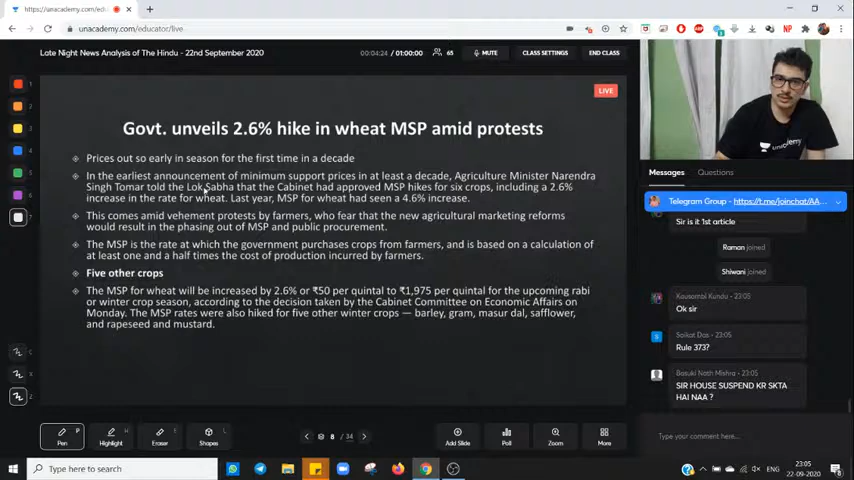 https://unacademy.com/edu
unacademy.com/educator/live
Late Night News Analysis of The Hindu - 22nd September 2020
00:04:24 / 01:00:00
65
MUTE
CLASS SETTINGS
END CLASS
LIVE
Govt. unveils 2.6% hike in wheat MSP amid protests
Prices out so early in season for the first time in a decade
In the earliest announcement of minimum support prices in at least a decade, Agriculture Minister Narendra
Singh Tomar told the Lok Sabha that the Cabinet had approved MSP hikes for six crops, including a 2.6%
increase in the rate for wheat. Last year, MSP for wheat had seen a 4.6% increase.
This comes amid vehement protests by farmers, who fear that the new agricultural marketing reforms
would result in the phasing out of MSP and public procurement.
The MSP is the rate at which the government purchases crops from farmers, and is based on a calculation of
at least one and a half times the cost of production incurred by farmers.
Five other crops
The MSP for wheat will be increased by 2.6% or ₹50 per quintal to ₹1,975 per quintal for the upcoming rabi
or winter crop season, according to the decision taken by the Cabinet Committee on Economic Affairs on
Monday. The MSP rates were also hiked for five other winter crops — barley, gram, masur dal, safflower,
and rapeseed and mustard.
1
2
3
4
5
6
7
C
X
Z
Pen P
Highlight H
Eraser E
Shapes L
8 / 34
Add Slide
Poll
Zoom
More
unacademy
Messages
Questions
Telegram Group - https://t.me/joinchat/AA...
Sir is it 1st article
Raman joined
Shiwani joined
Kausambi Kundu • 23:05
Ok sir
Saikat Das • 23:05
Rule 373?
Basuki Nath Mishra • 23:05
SIR HOUSE SUSPEND KR SKTA
HAI NAA ?
Type your comment here...
Type here to search
ENG
23:05
22-09-2020